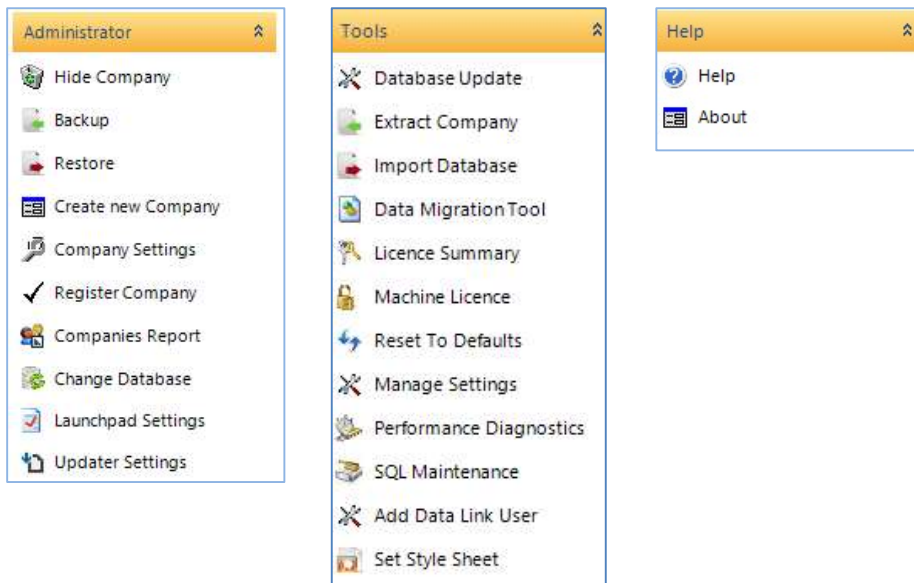 Administrator
Hide Company
Backup
Restore
Create new Company
Company Settings
Register Company
Companies Report
Change Database
Launchpad Settings
Updater Settings
Tools
Database Update
Extract Company
Import Database
Data Migration Tool
Licence Summary
Machine Licence
Reset To Defaults
Manage Settings
Performance Diagnostics
SQL Maintenance
Add Data Link User
Set Style Sheet
Help
Help
About